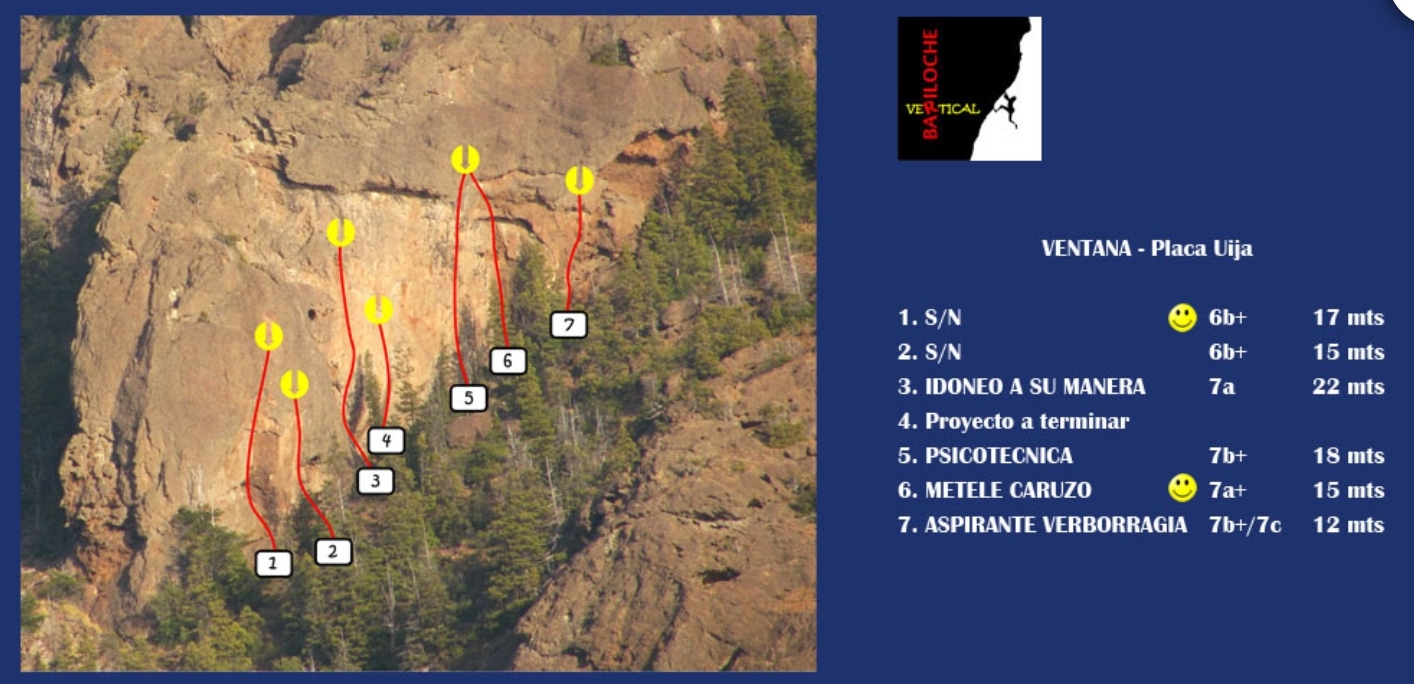 BARILOCHE
VERTICAL
VENTANA - Placa Uija
1. S/N 6b+ 17 mts
2. S/N 6b+ 15 mts
3. IDONEO A SU MANERA 7a 22 mts
4. Proyecto a terminar
5. PSICOTECNICA 7b+ 18 mts
6. METELE CARUZO 7a+ 15 mts
7. ASPIRANTE VERBORRAGIA 7b+/7c 12 mts
7
6
5
4
3
2
1